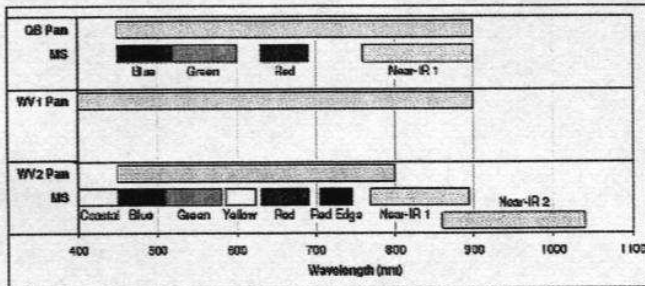 QB Pan
MS
Blue Green Red Near-IR 1
WV1 Pan
WV2 Pan
MS
Coastal Blue Green Yellow Red Red Edge Near-IR 1 Near-IR 2
400 500 600 700 800 900 1000 1100
Wavelength (nm)